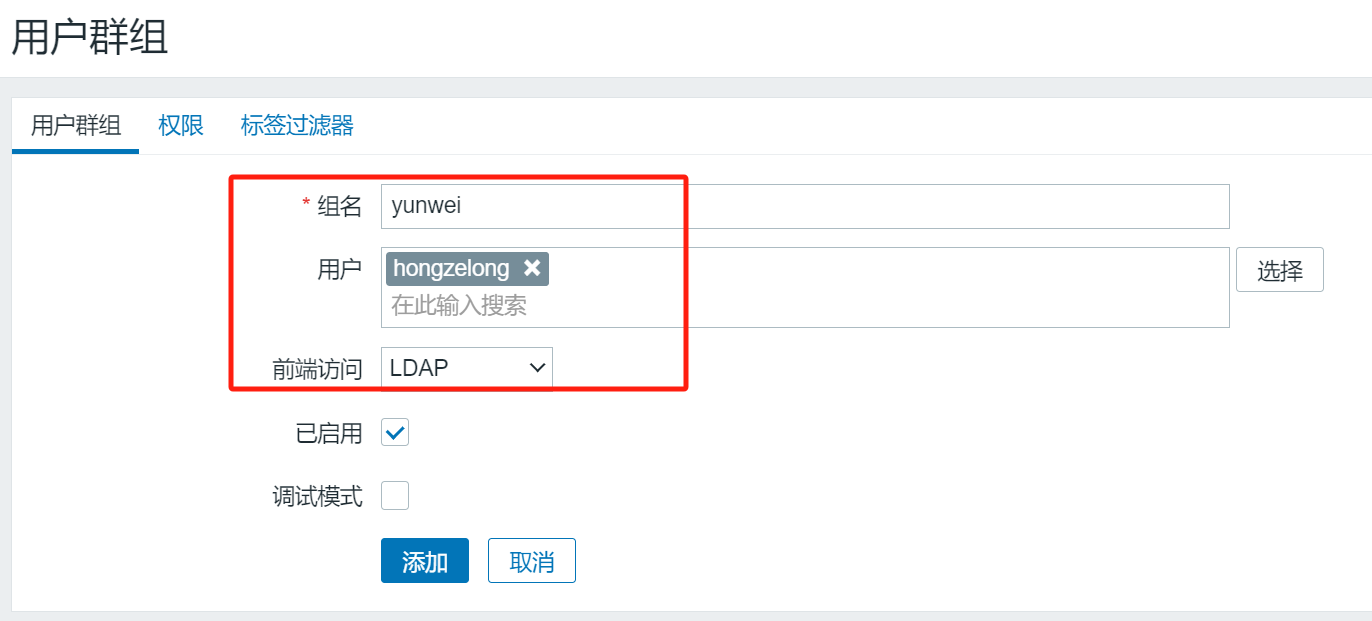 用户群组
用户群组 权限 标签过滤器
* 组名 yunwei
用户 hongzelong 选择
在此输入搜索
前端访问 LDAP
已启用
调试模式
添加 取消